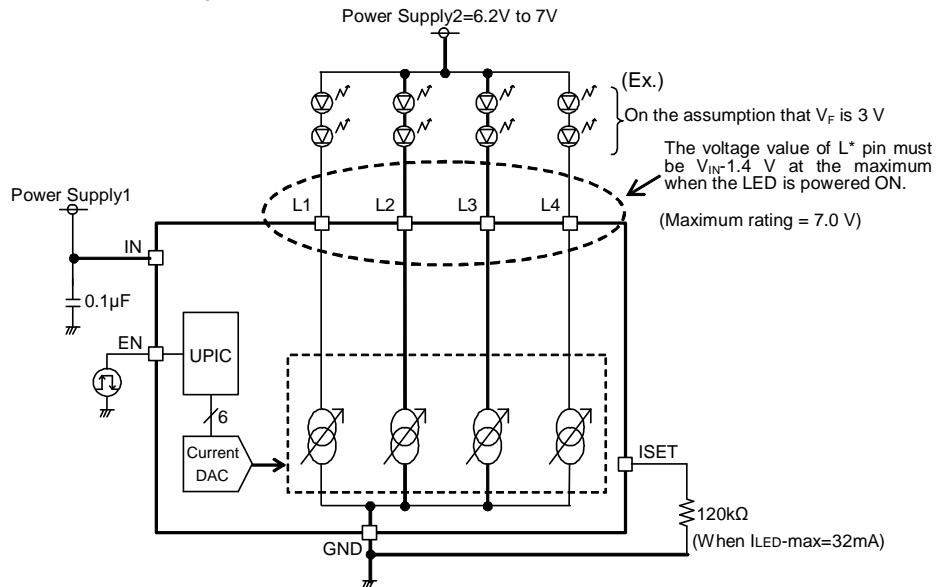 Power Supply2=6.2V to 7V
(Ex.)
On the assumption that VF is 3 V
The voltage value of L* pin must
be VIN-1.4 V at the maximum
when the LED is powered ON.
(Maximum rating = 7.0 V)
Power Supply1
L1
L2
L3
L4
IN
0.1µF
EN
UPIC
6
Current
DAC
ISET
120kΩ
(When ILED-max=32mA)
GND